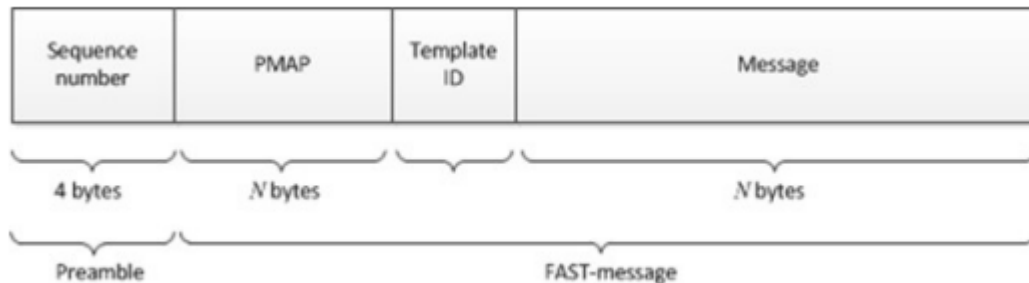 Sequence
number
PMAP
Template
ID
Message
4 bytes
N bytes
N bytes
Preamble
FAST-message